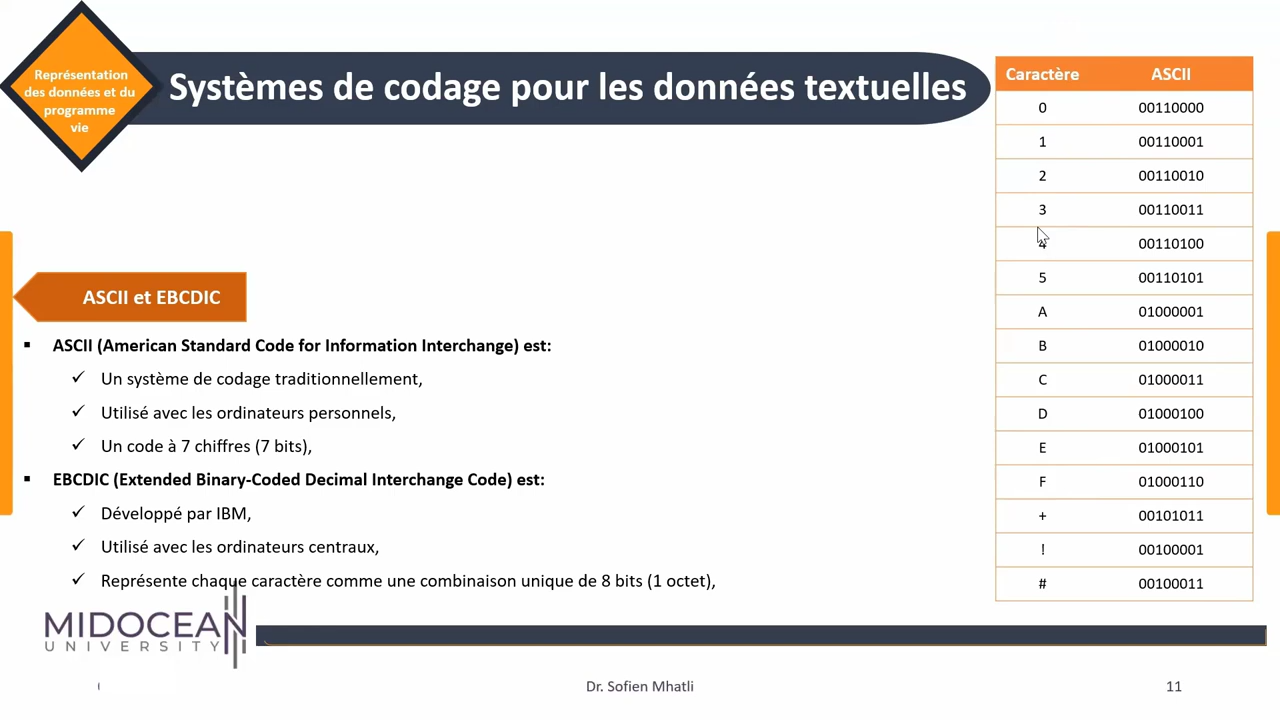 Représentation
des données et du
programme
vie
Systèmes de codage pour les données textuelles
Caractère ASCII
0 00110000
1 00110001
2 00110010
3 00110011
4 00110100
5 00110101
A 01000001
B 01000010
C 01000011
D 01000100
E 01000101
F 01000110
+ 00101011
! 00100001
# 00100011
ASCII et EBCDIC
▪ ASCII (American Standard Code for Information Interchange) est:
✓ Un système de codage traditionnellement,
✓ Utilisé avec les ordinateurs personnels,
✓ Un code à 7 chiffres (7 bits),
▪ EBCDIC (Extended Binary-Coded Decimal Interchange Code) est:
✓ Développé par IBM,
✓ Utilisé avec les ordinateurs centraux,
✓ Représente chaque caractère comme une combinaison unique de 8 bits (1 octet),
MIDOCEAN
UNIVERSITY
Dr. Sofien Mhatli
11